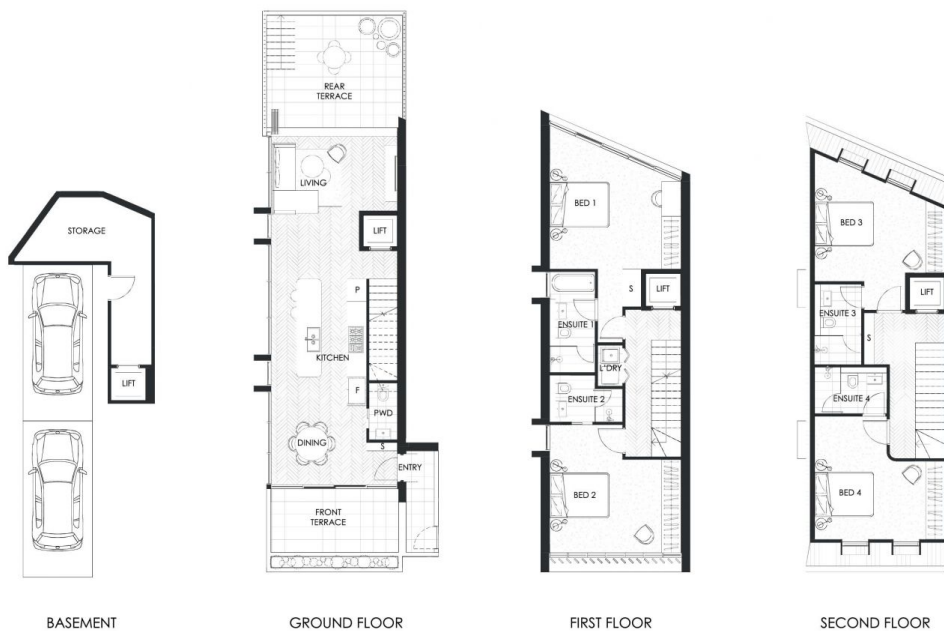 STORAGE
LIFT
BASEMENT
REAR
TERRACE
LIVING
LIFT
P
KITCHEN
F
PWD
DINING
S
ENTRY
FRONT
TERRACE
GROUND FLOOR
BED 1
S
LIFT
ENSUITE 1
L'DRY
ENSUITE 2
BED 2
FIRST FLOOR
BED 3
LIFT
ENSUITE 3
S
ENSUITE 4
BED 4
SECOND FLOOR